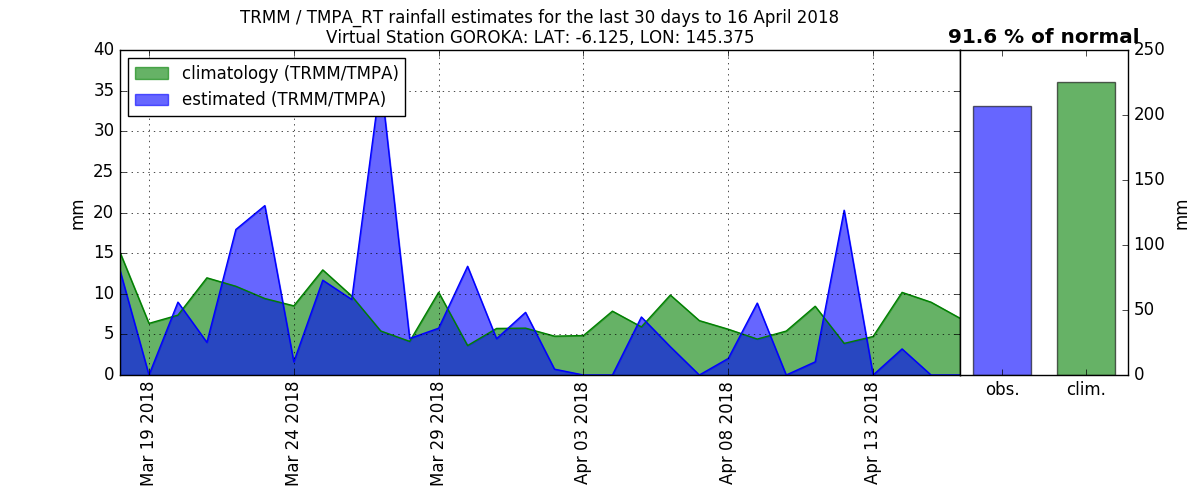 TRMM / TMPA_RT rainfall estimates for the last 30 days to 16 April 2018
Virtual Station GOROKA: LAT: -6.125, LON: 145.375
91.6 % of normal
climatology (TRMM/TMPA)
estimated (TRMM/TMPA)
40
35
30
25
20
15
10
5
0
mm
Mar 19 2018
Mar 24 2018
Mar 29 2018
Apr 03 2018
Apr 08 2018
Apr 13 2018
obs.
clim.
250
200
150
100
50
0
mm